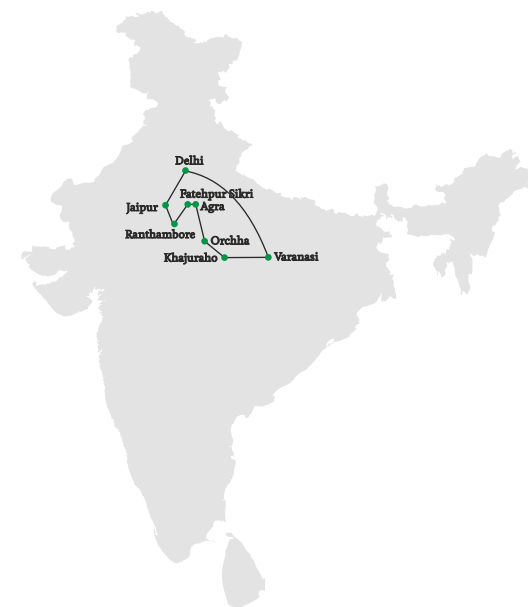 Delhi
Fatehpur Sikri
Jaipur
Agra
Ranthambore
Orchha
Khajuraho
Varanasi